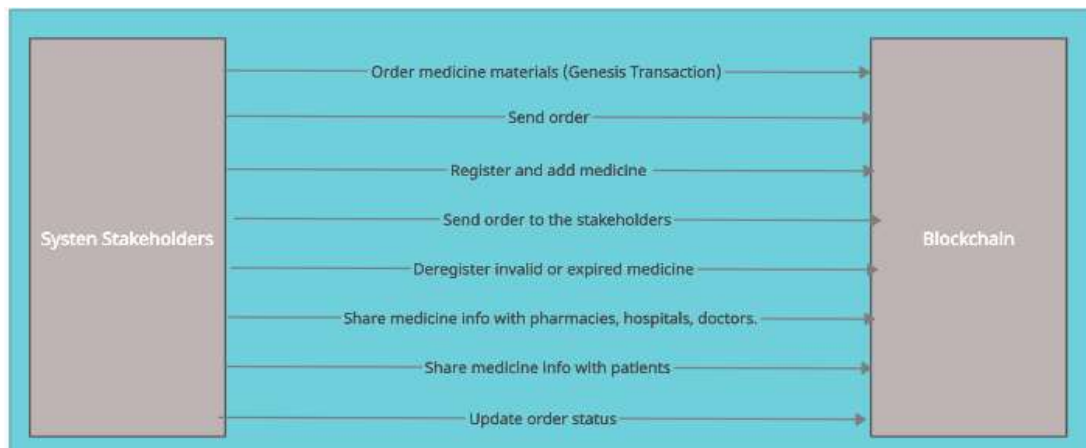 Order medicine materials (Genesis Transaction)
Send order
Register and add medicine
Send order to the stakeholders
Systen Stakeholders
Blockchain
Deregister invalid or expired medicine
Share medicine info with pharmacies, hospitals, doctors.
Share medicine info with patients
Update order status